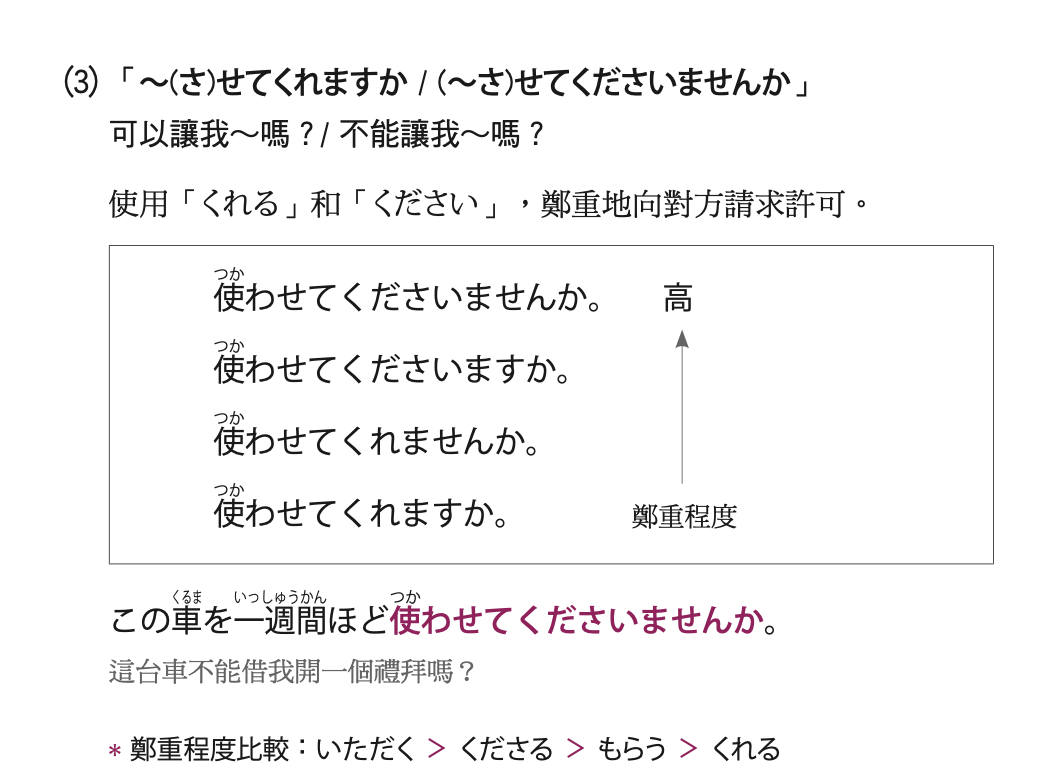 (3)「～(さ)せてくれますか / (～さ)せてくださいませんか」
可以讓我～嗎？/ 不能讓我～嗎？
使用「くれる」和「ください」，鄭重地向對方請求許可。
つか
使わせてくださいませんか。 高
つか
使わせてくださいますか。
つか
使わせてくれませんか。
つか
使わせてくれますか。 鄭重程度
くるま いっしゅうかん つか
この車を一週間ほど使わせてくださいませんか。
這台車不能借我開一個禮拜嗎？
* 鄭重程度比較：いただく > くださる > もらう > くれる